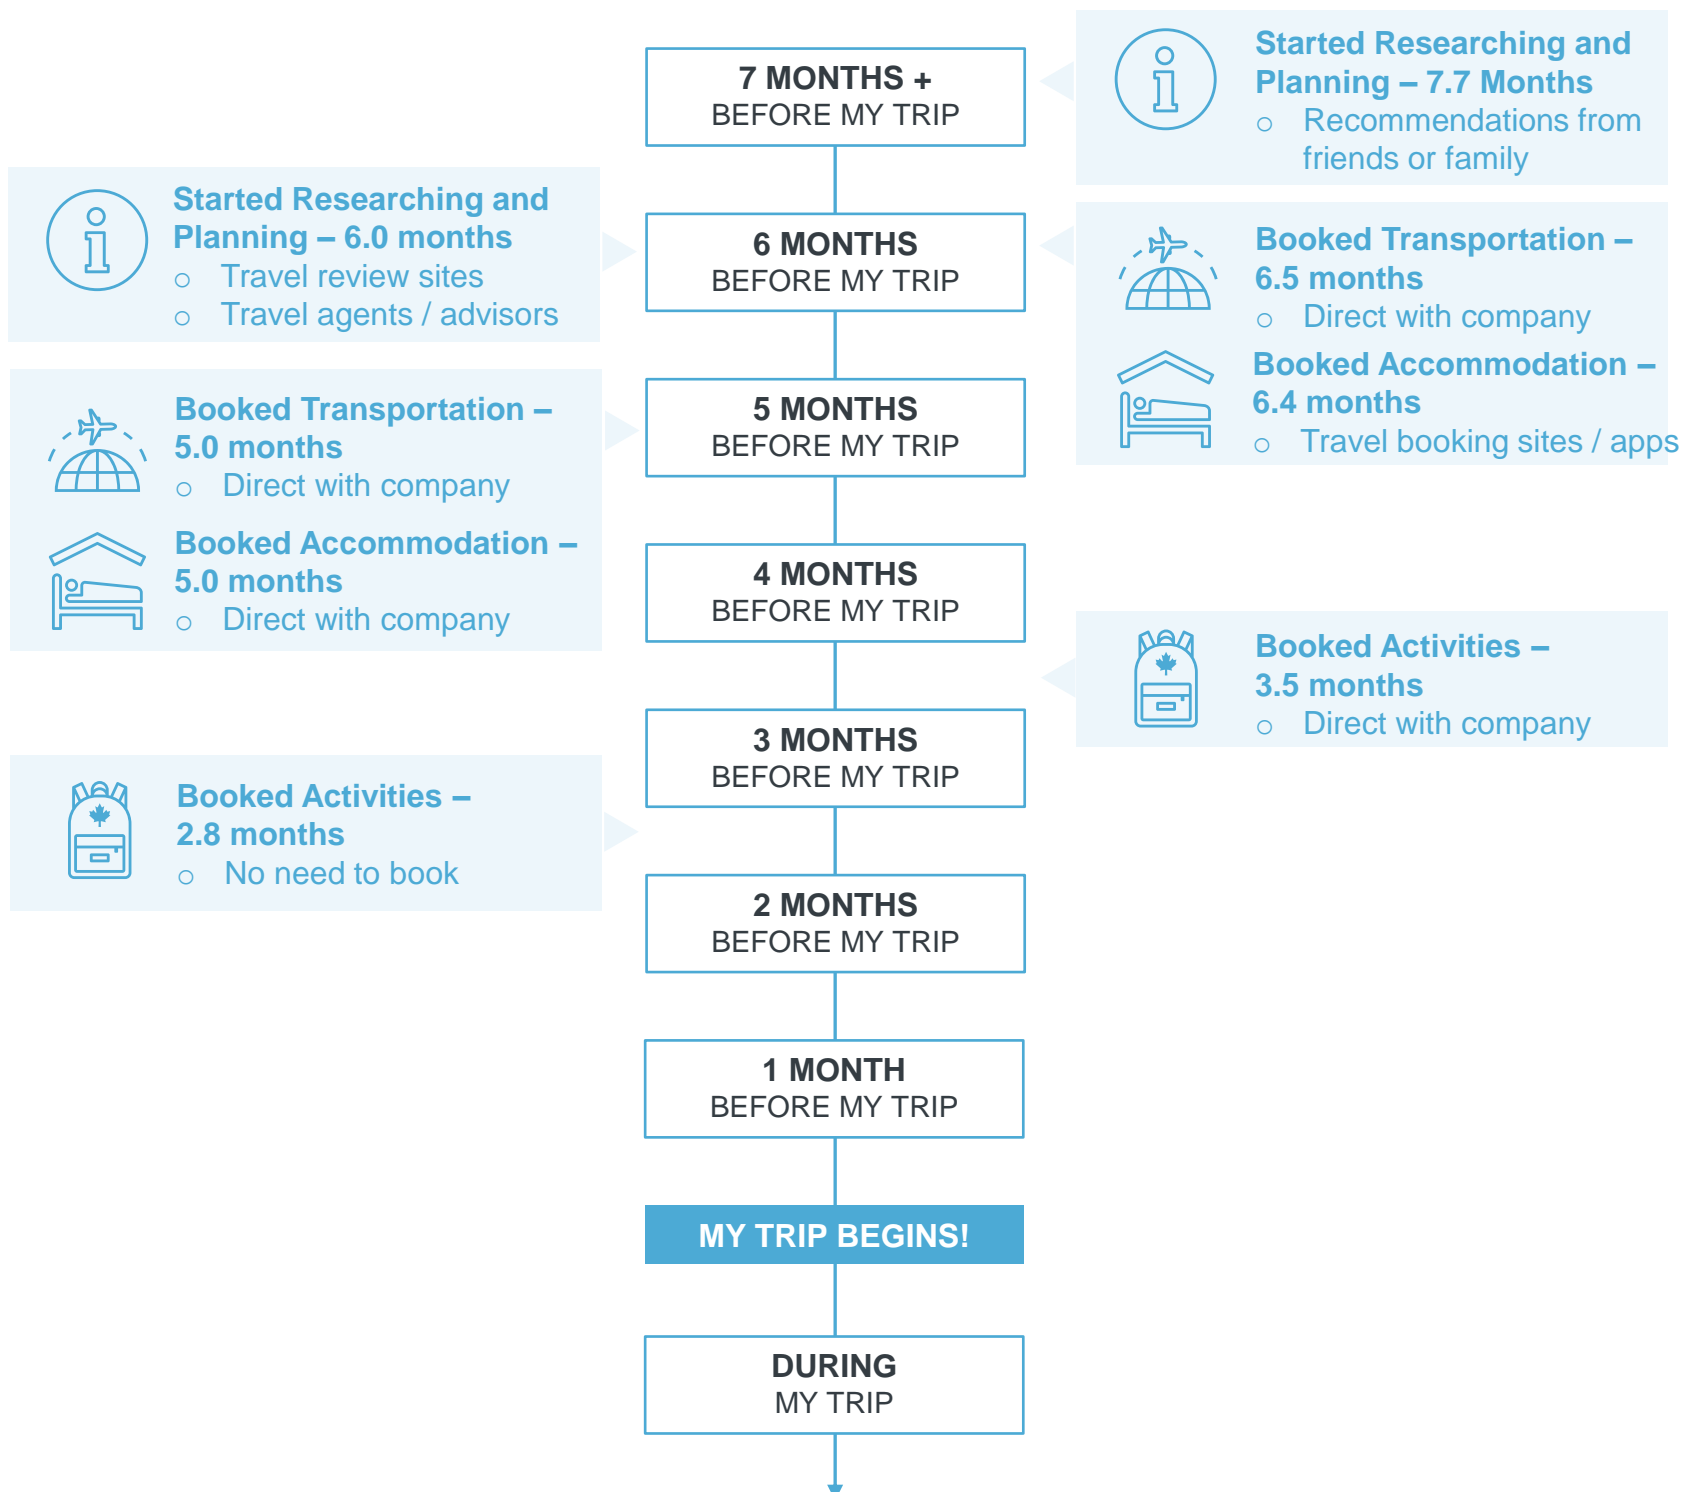 7 MONTHS +
BEFORE MY TRIP
Started Researching and
Planning – 7.7 Months
o Recommendations from
friends or family
Started Researching and
Planning – 6.0 months
o Travel review sites
o Travel agents / advisors
6 MONTHS
BEFORE MY TRIP
Booked Transportation –
6.5 months
o Direct with company
Booked Accommodation –
6.4 months
o Travel booking sites / apps
Booked Transportation –
5.0 months
o Direct with company
Booked Accommodation –
5.0 months
o Direct with company
5 MONTHS
BEFORE MY TRIP
4 MONTHS
BEFORE MY TRIP
Booked Activities –
3.5 months
o Direct with company
3 MONTHS
BEFORE MY TRIP
Booked Activities –
2.8 months
o No need to book
2 MONTHS
BEFORE MY TRIP
1 MONTH
BEFORE MY TRIP
MY TRIP BEGINS!
DURING
MY TRIP